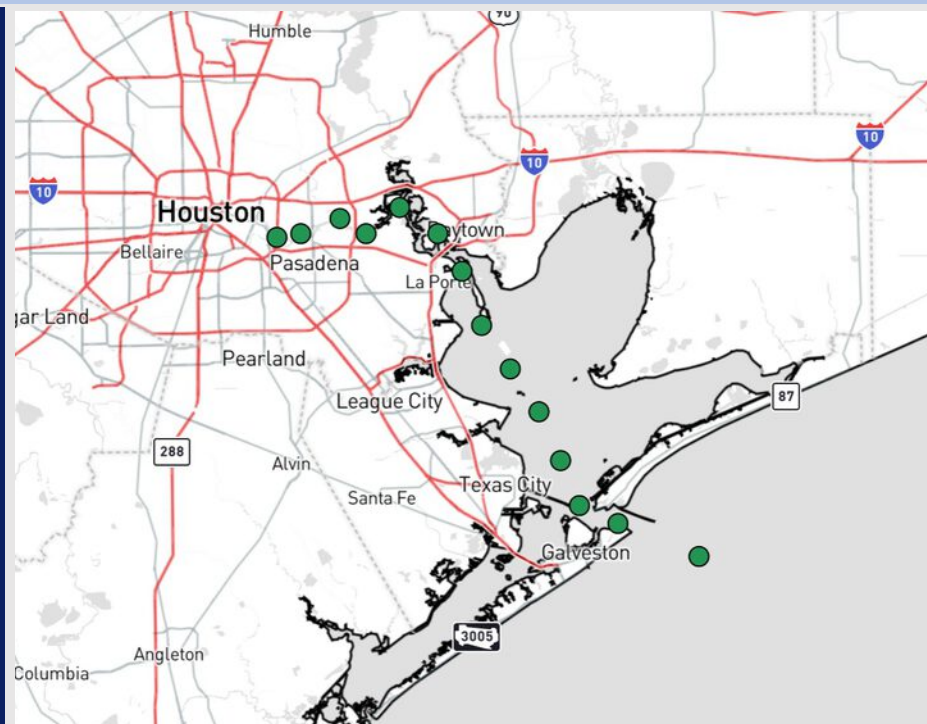 90
Humble
10
10
10
Houston
Baytown
Bellaire
Pasadena
La Porte
gar Land
Pearland
League City
87
288
Alvin
Texas City
Santa Fe
Galveston
3005
Angleton
Columbia